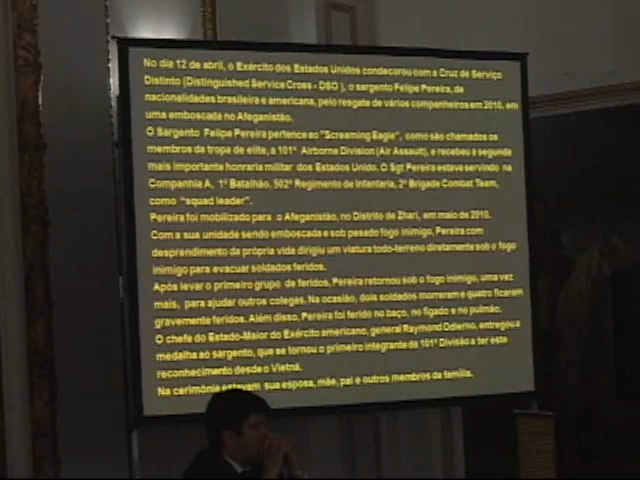 No dia 12 de abril, o Exército dos Estados Unidos condecorou com a Cruz de Serviço
Distinto (Distinguished Service Cross - DSO ), o sargento Felipe Pereira, de
nacionalidades brasileira e americana, pelo resgate de vários companheiros em 2010, em
uma emboscada no Afeganistão.
O Sargento Felipe Pereira pertence ao "Screaming Eagle", como são chamados os
membros da tropa de elite, a 101ª Airborne Division (Air Assault), e recebeu a segunda
mais importante honraria militar dos Estados Unidos. O Sgt Pereira estava servindo na
Companhia A, 1º Batalhão, 502º Regimento de Infantaria, 2ª Brigade Combat Team,
como "squad leader".
Pereira foi mobilizado para o Afeganistão, no Distrito de Zhari, em maio de 2010.
Com a sua unidade sendo emboscada e sob pesado fogo inimigo, Pereira com
desprendimento da própria vida dirigiu um viatura todo-terreno diretamente sob o fogo
inimigo para evacuar soldados feridos.
Após levar o primeiro grupo de feridos, Pereira retornou sob o fogo inimigo, uma vez
mais, para ajudar outros colegas. Na ocasião, dois soldados morreram e quatro ficaram
gravemente feridos. Além disso, Pereira foi ferido no baço, no fígado e no pulmão.
O chefe do Estado-Maior do Exército americano, general Raymond Odierno, entregou a
medalha ao sargento, que se tornou o primeiro integrante da 101ª Divisão a ter este
reconhecimento desde o Vietnã.
Na cerimônia estavam sua esposa, mãe, pai e outros membros da família.